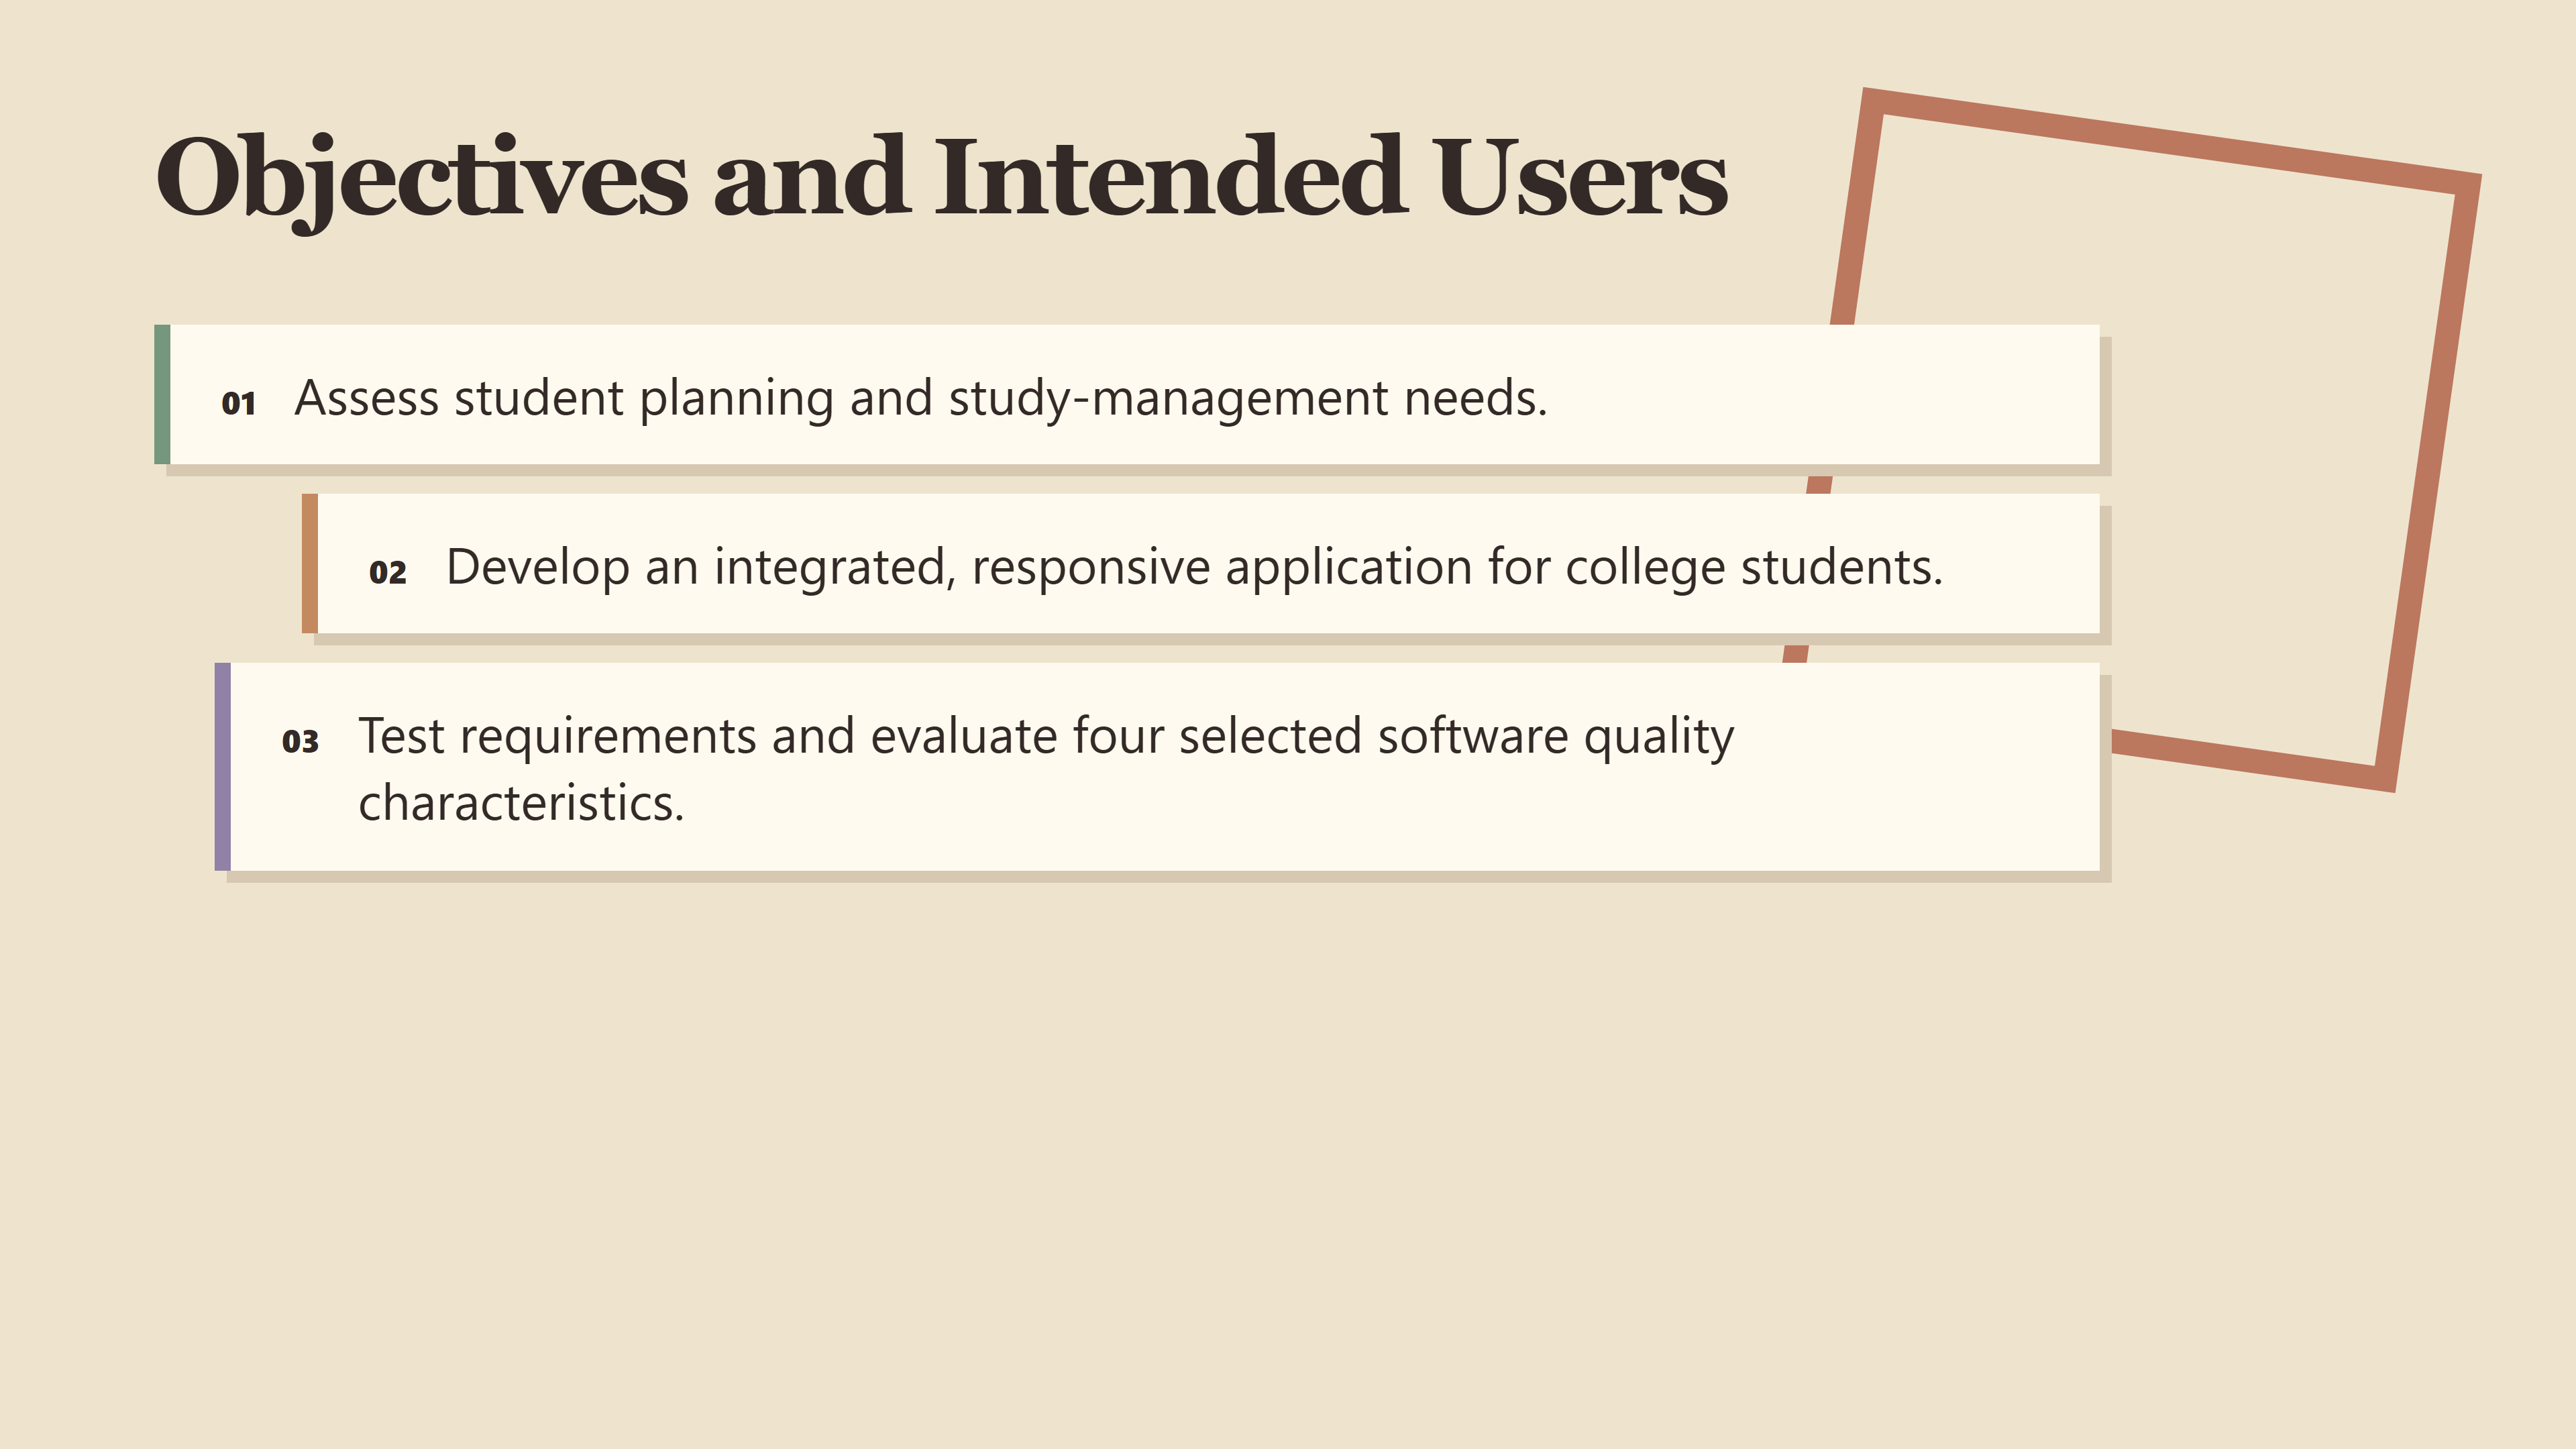 Objectives and Intended Users
01 Assess student planning and study-management needs.
02 Develop an integrated, responsive application for college students.
03 Test requirements and evaluate four selected software quality
characteristics.